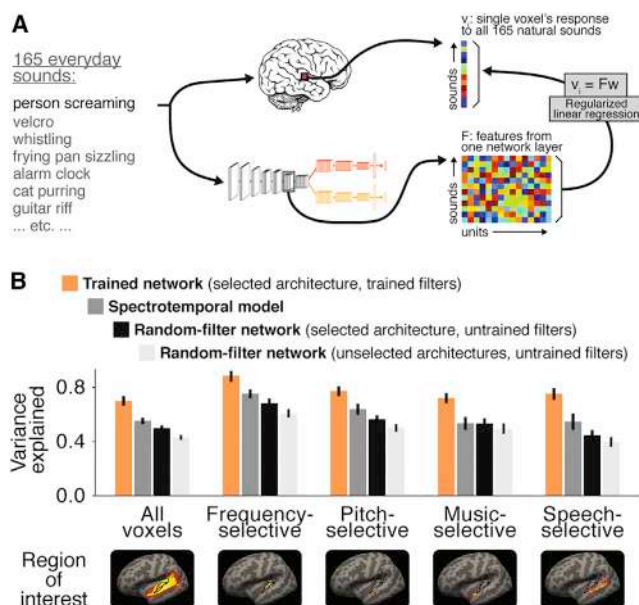 A
165 everyday
sounds:
person screaming
velcro
whistling
frying pan sizzling
alarm clock
cat purring
guitar riff
... etc. ...
vᵢ: single voxel's response
to all 165 natural sounds
sounds
vᵢ = Fw
Regularized
linear regression
F: features from
one network layer
sounds
units
B
Trained network (selected architecture, trained filters)
Spectrotemporal model
Random-filter network (selected architecture, untrained filters)
Random-filter network (unselected architectures, untrained filters)
Variance
explained
0.8
0.4
0.0
All
voxels
Frequency-
selective
Pitch-
selective
Music-
selective
Speech-
selective
Region
of
interest